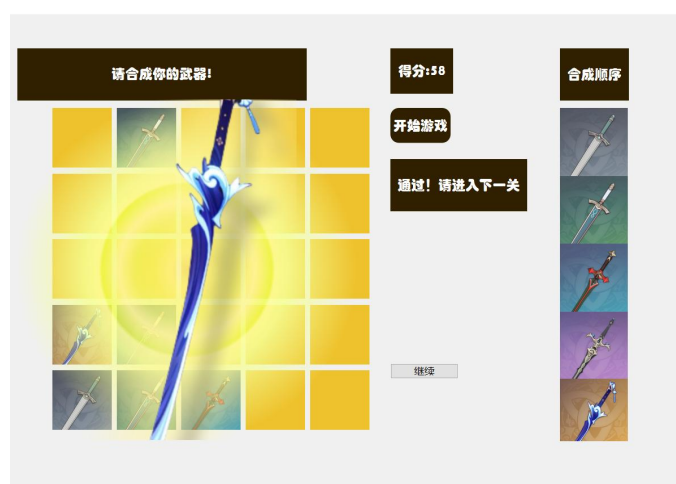 请合成你的武器!
得分:58
合成顺序
开始游戏
通过! 请进入下一关
继续